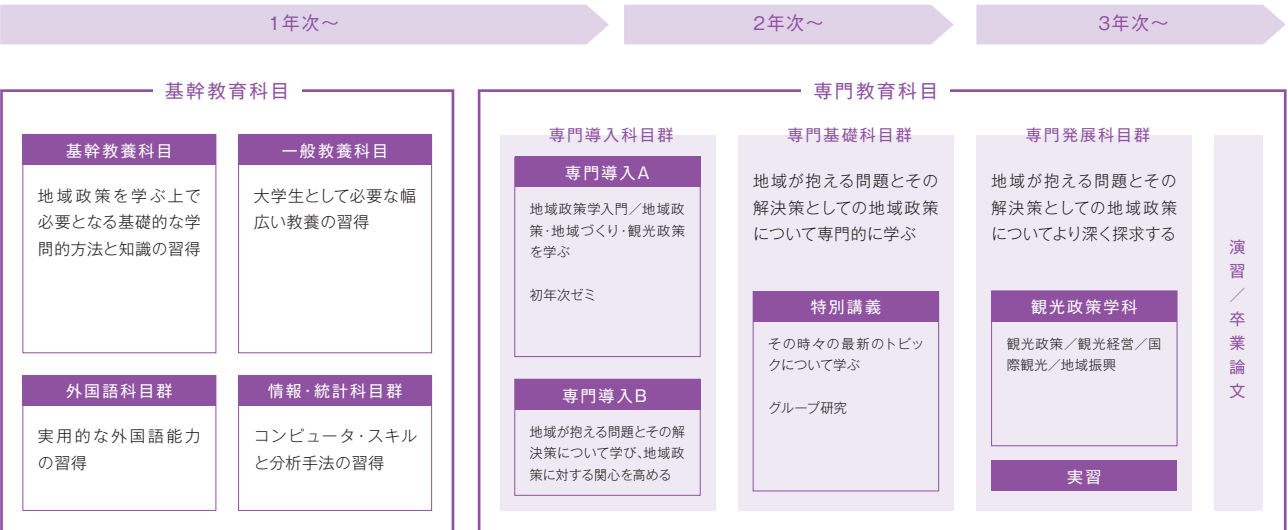 1年次〜
2年次〜
3年次〜
基幹教育科目
基幹教養科目
地域政策を学ぶ上で
必要となる基礎的な学
問的方法と知識の習得
一般教養科目
大学生として必要な幅
広い教養の習得
外国語科目群
実用的な外国語能力
の習得
情報・統計科目群
コンピュータ・スキル
と分析手法の習得
専門教育科目
専門導入科目群
専門導入A
地域政策学入門／地域政
策・地域づくり・観光政策
を学ぶ
初年次ゼミ
専門導入B
地域が抱える問題とその解
決策について学び、地域政
策に対する関心を高める
専門基礎科目群
地域が抱える問題とその
解決策としての地域政策
について専門的に学ぶ
特別講義
その時々の最新のトピッ
クについて学ぶ
グループ研究
専門発展科目群
地域が抱える問題とその
解決策としての地域政策
についてより深く探求する
観光政策学科
観光政策／観光経営／国
際観光／地域振興
実習
演習／卒業論文